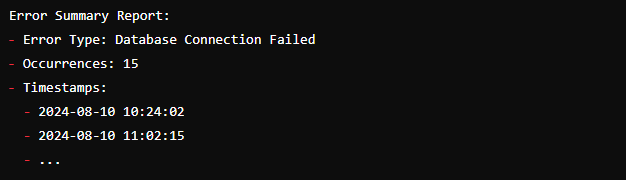 Error Summary Report:
- Error Type: Database Connection Failed
- Occurrences: 15
- Timestamps:
- 2024-08-10 10:24:02
- 2024-08-10 11:02:15
- ...